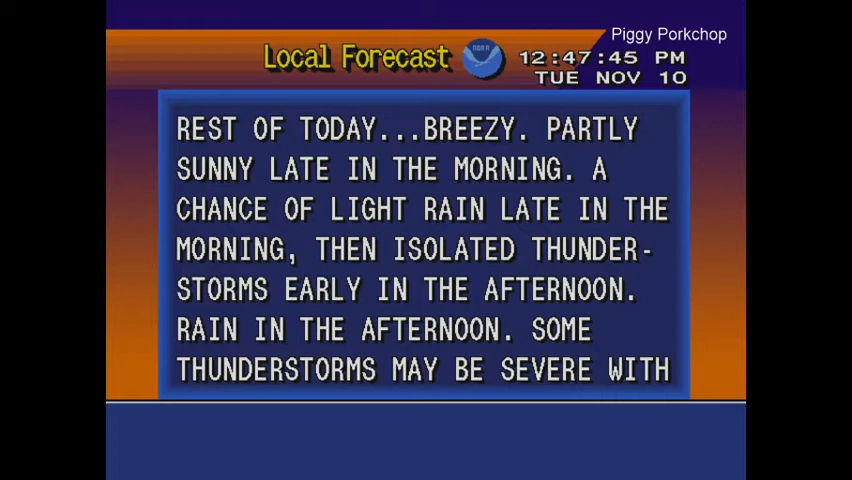 Piggy Porkchop
Local Forecast NOAA 12:47:45 PM
TUE NOV 10
REST OF TODAY...BREEZY. PARTLY
SUNNY LATE IN THE MORNING. A
CHANCE OF LIGHT RAIN LATE IN THE
MORNING, THEN ISOLATED THUNDER-
STORMS EARLY IN THE AFTERNOON.
RAIN IN THE AFTERNOON. SOME
THUNDERSTORMS MAY BE SEVERE WITH